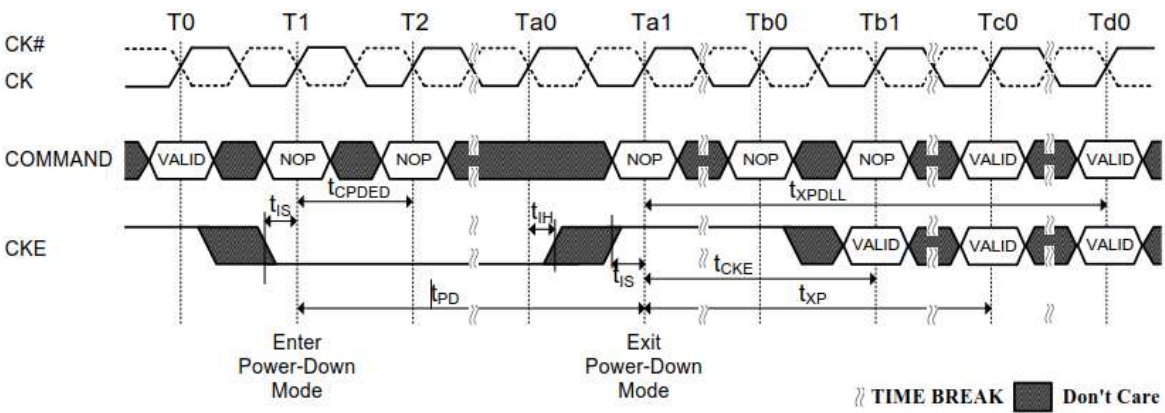 T0 T1 T2 Ta0 Ta1 Tb0 Tb1 Tc0 Td0
CK#
CK
COMMAND VALID NOP NOP NOP NOP NOP VALID VALID
tCPDED tXPDLL
tIS tIH
CKE VALID VALID VALID
tIS tCKE
tPD tXP
Enter
Power-Down
Mode
Exit
Power-Down
Mode
TIME BREAK Don't Care